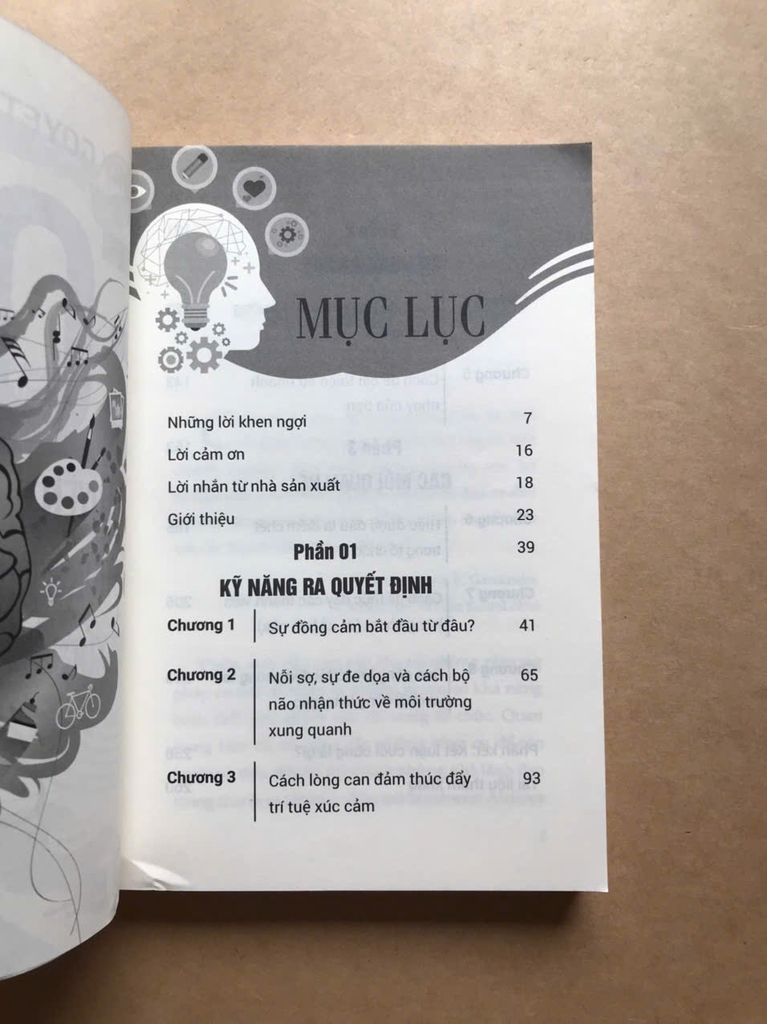 MỤC LỤC
Những lời khen ngợi 7
Lời cảm ơn 16
Lời nhắn từ nhà sản xuất 18
Giới thiệu 23
Phần 01 39
KỸ NĂNG RA QUYẾT ĐỊNH
Chương 1 Sự đồng cảm bắt đầu từ đâu? 41
Chương 2 Nỗi sợ, sự đe dọa và cách bộ 65
não nhận thức về môi trường
xung quanh
Chương 3 Cách lòng can đảm thúc đẩy 93
trí tuệ xúc cảm